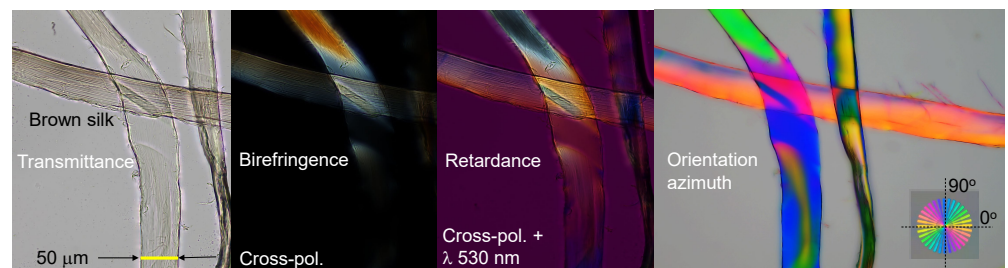 Brown silk
Transmittance
50 μm
Birefringence
Cross-pol.
Retardance
Cross-pol. +
λ 530 nm
Orientation
azimuth
90º
0º